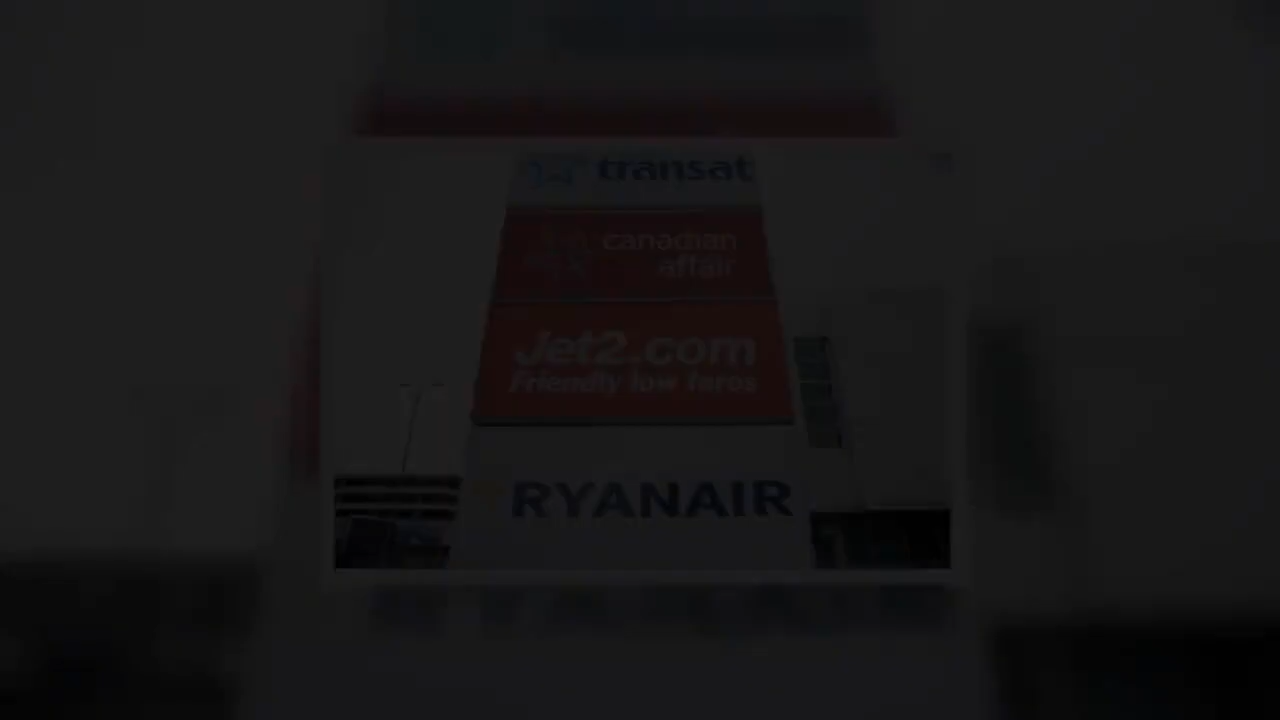 transat
canadian
affair
Jet2.com
Friendly low fares
RYANAIR